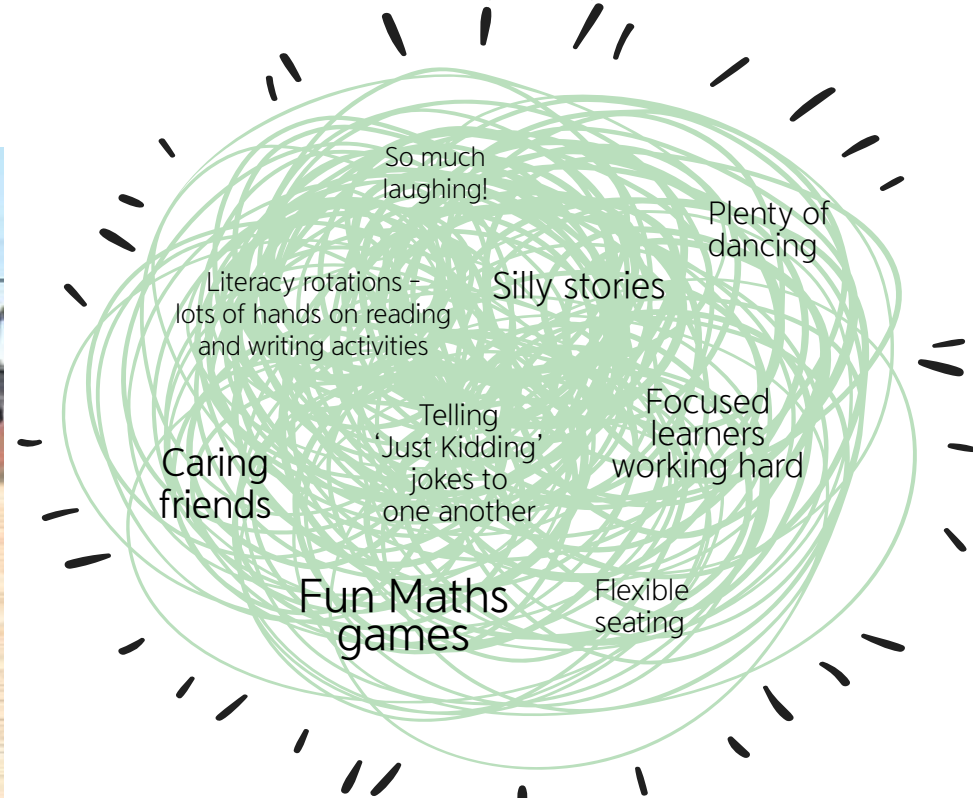 So much
laughing!
Plenty of
dancing
Literacy rotations –
lots of hands on reading
and writing activities
Silly stories
Telling
‘Just Kidding’
jokes to
one another
Focused
learners
working hard
Caring
friends
Fun Maths
games
Flexible
seating